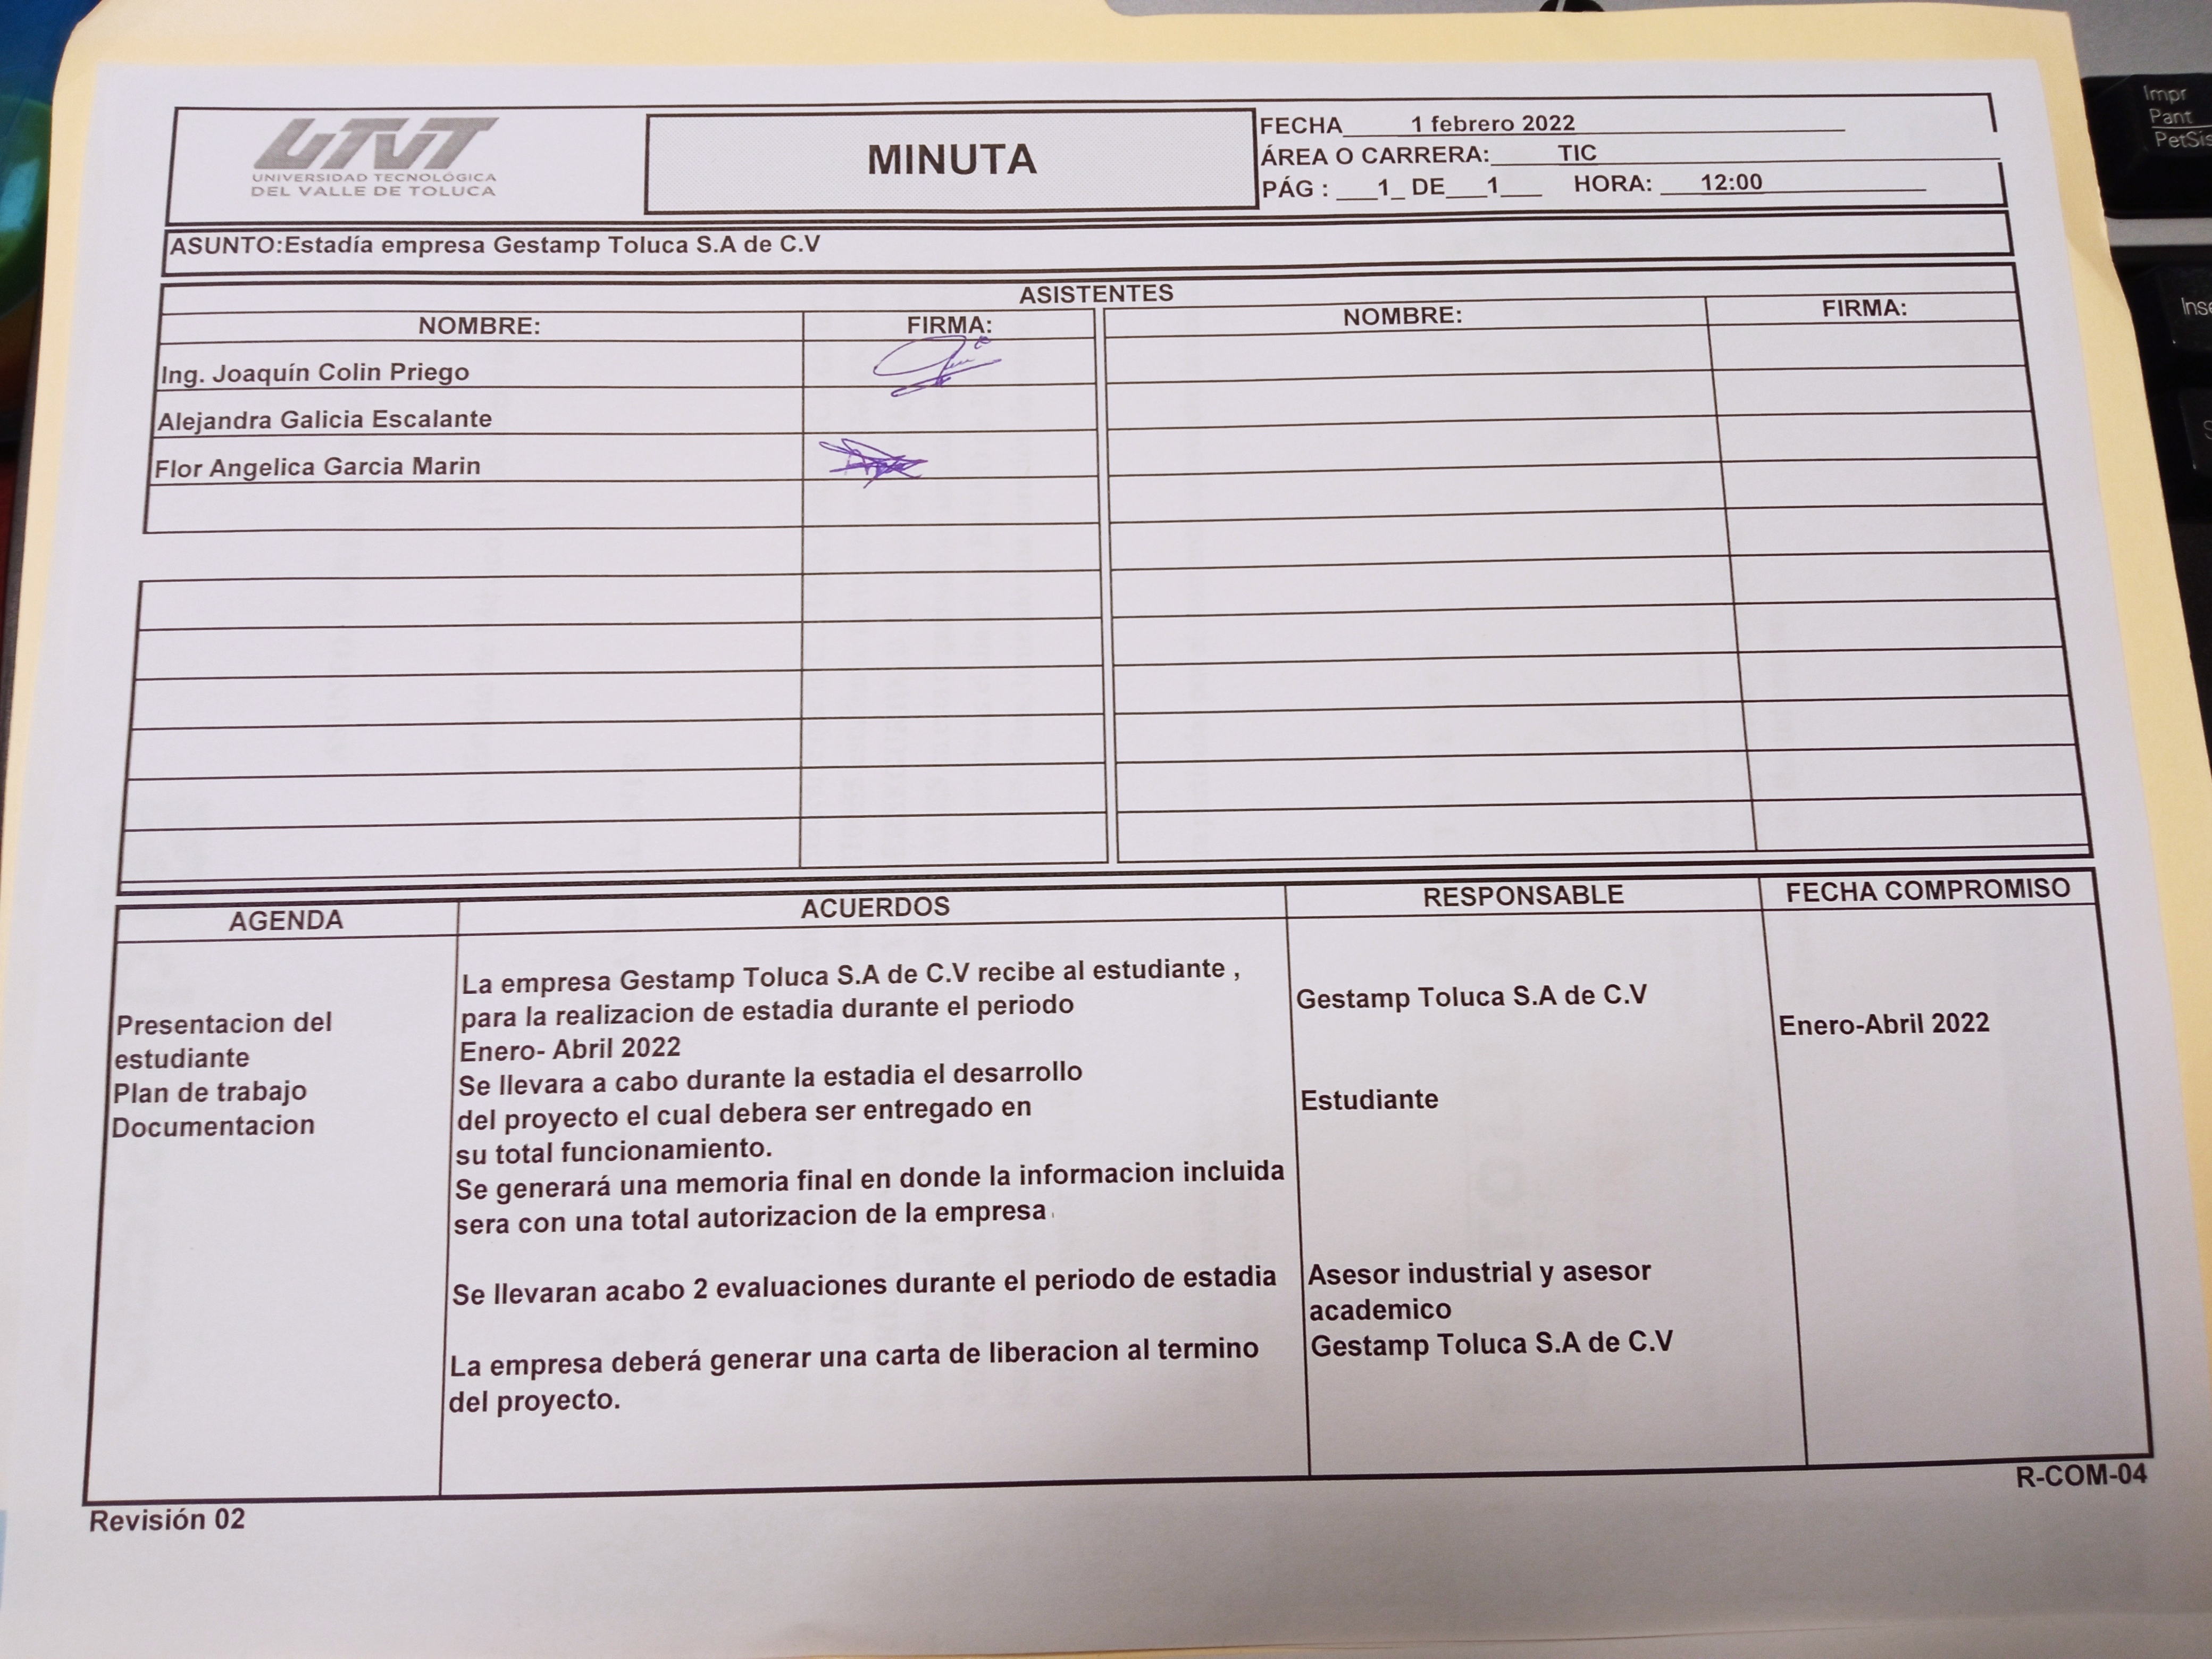 UTVT
UNIVERSIDAD TECNOLÓGICA
DEL VALLE DE TOLUCA
MINUTA
FECHA 1 febrero 2022
ÁREA O CARRERA: TIC
PÁG : 1 DE 1 HORA: 12:00
ASUNTO:Estadía empresa Gestamp Toluca S.A de C.V
ASISTENTES
NOMBRE: FIRMA: NOMBRE: FIRMA:
Ing. Joaquín Colin Priego
Alejandra Galicia Escalante
Flor Angelica Garcia Marin
AGENDA ACUERDOS RESPONSABLE FECHA COMPROMISO
Presentacion del
estudiante
Plan de trabajo
Documentacion
La empresa Gestamp Toluca S.A de C.V recibe al estudiante ,
para la realizacion de estadia durante el periodo
Enero- Abril 2022
Se llevara a cabo durante la estadia el desarrollo
del proyecto el cual debera ser entregado en
su total funcionamiento.
Se generará una memoria final en donde la informacion incluida
sera con una total autorizacion de la empresa.
Se llevaran acabo 2 evaluaciones durante el periodo de estadia
La empresa deberá generar una carta de liberacion al termino
del proyecto.
Gestamp Toluca S.A de C.V
Estudiante
Asesor industrial y asesor
academico
Gestamp Toluca S.A de C.V
Enero-Abril 2022
Revisión 02
R-COM-04
Impr
Pant
PetSis